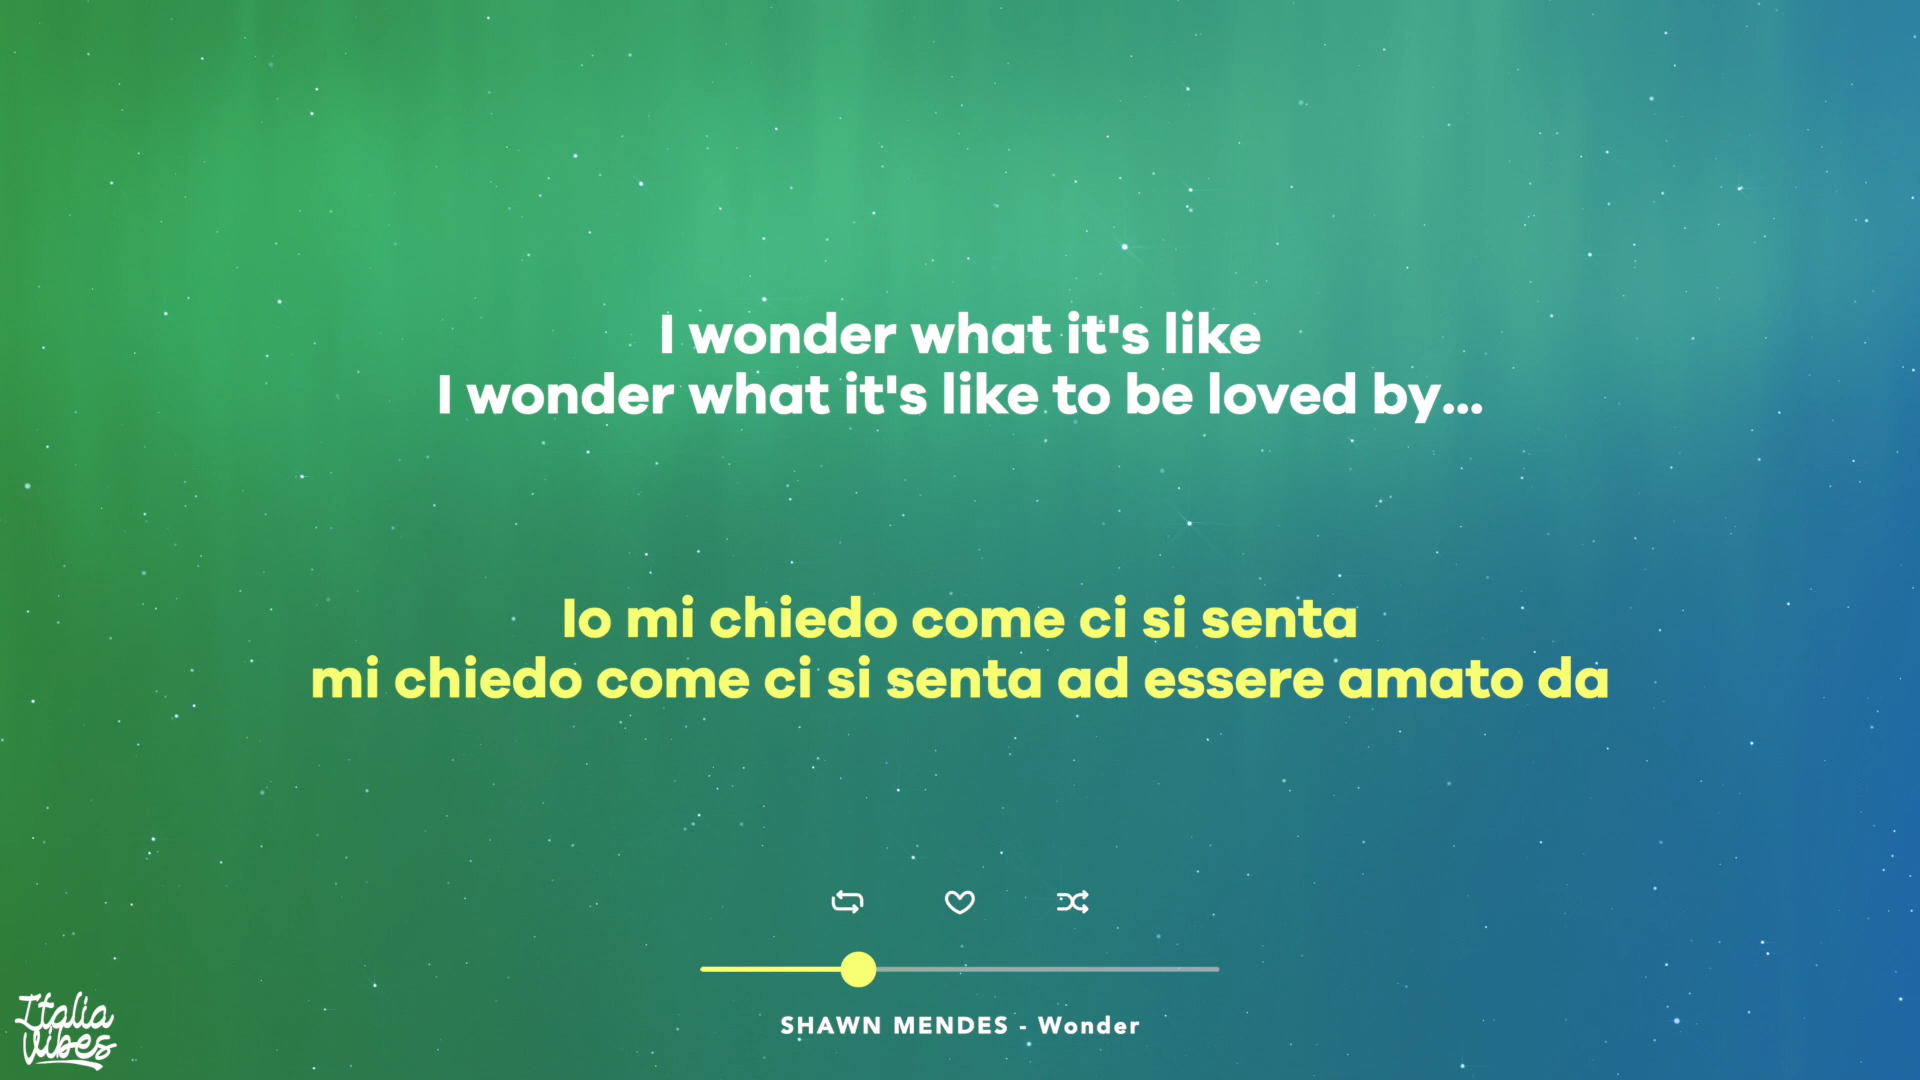 I wonder what it's like
I wonder what it's like to be loved by...
Io mi chiedo come ci si senta
mi chiedo come ci si senta ad essere amato da
SHAWN MENDES - Wonder
Italia
Vibes